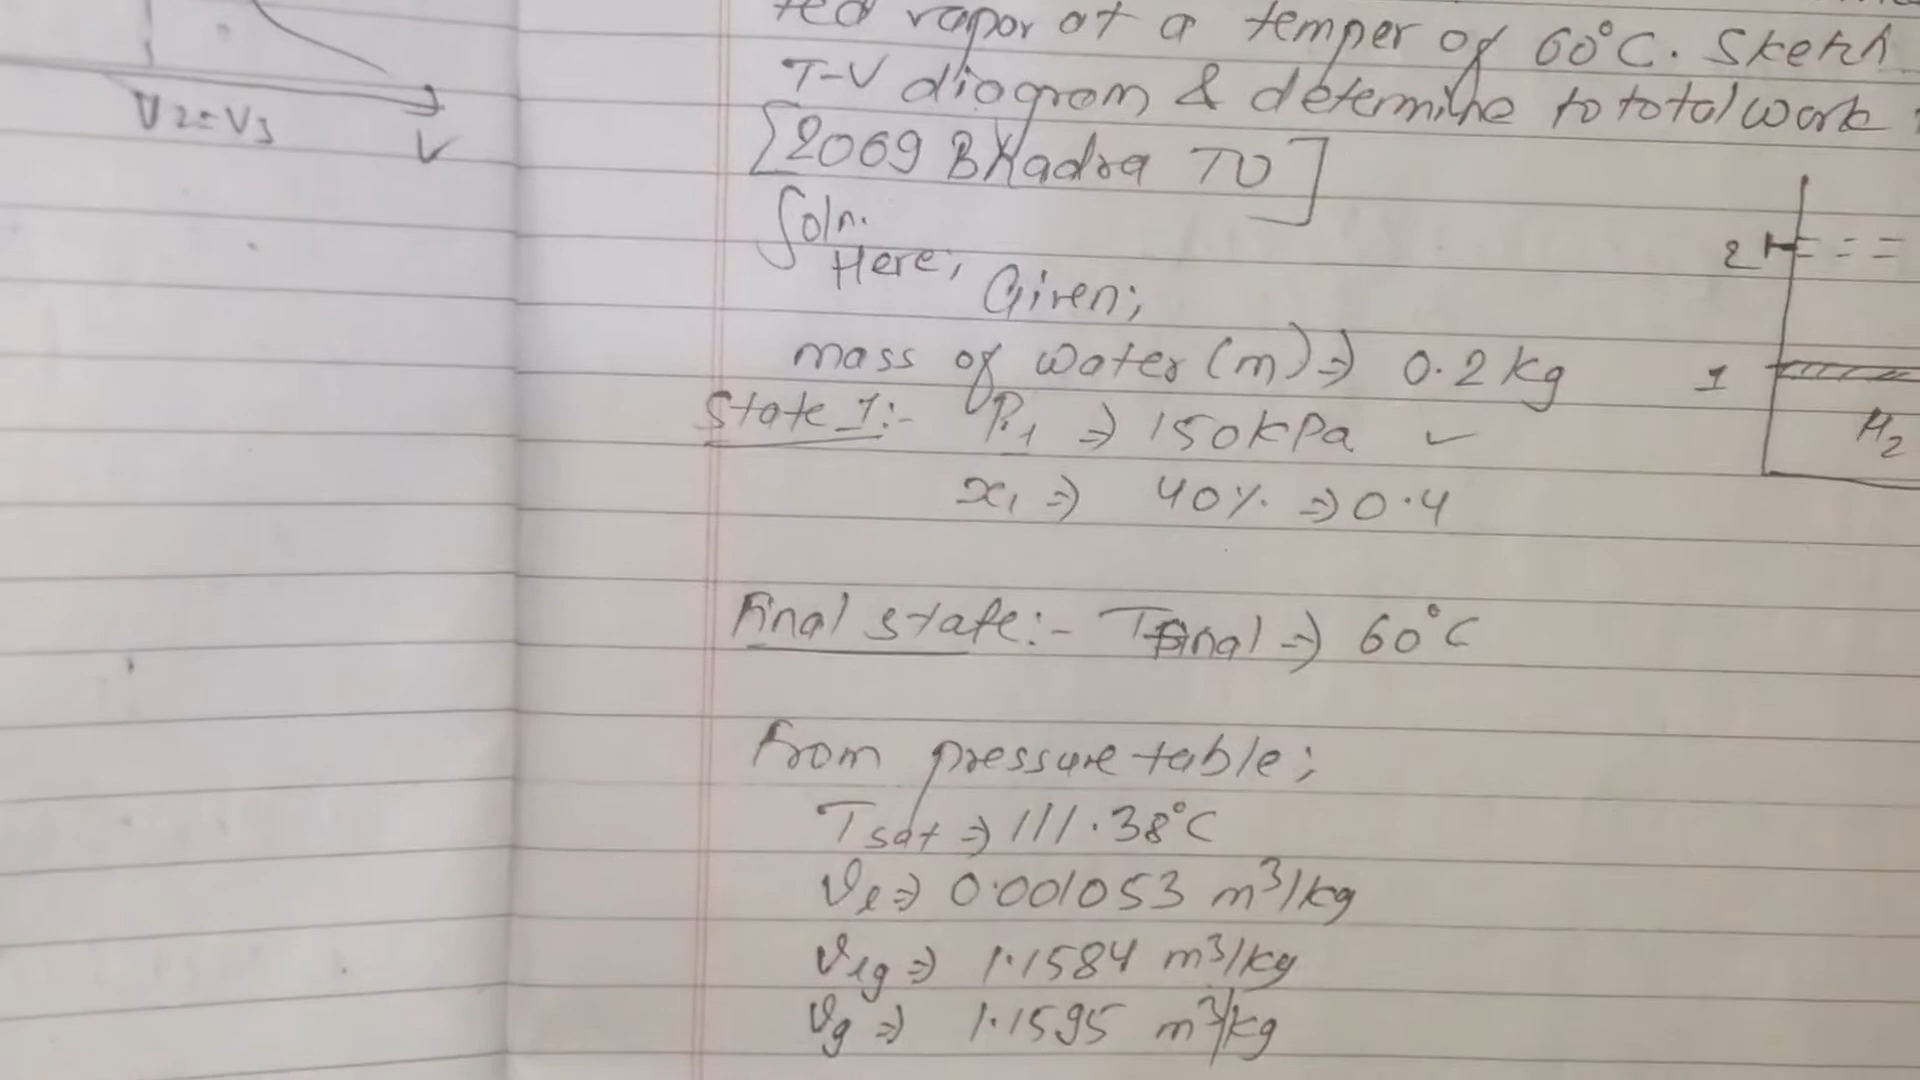 V2=V3
V
ted vapor at a temper of 60°C. Sketch
T-V diagrom & determine to total work
[2069 Bhadra TU]
Soln.
Here, Given;
mass of water (m) ⇒ 0.2 kg
State 1:- P1 ⇒ 150kPa ✓
x1 ⇒ 40% ⇒ 0.4
Final state:- Tfinal ⇒ 60°C
From pressure table;
Tsat ⇒ 111.38°C
vl ⇒ 0.001053 m³/kg
vlg ⇒ 1.1584 m³/kg
vg ⇒ 1.1595 m³/kg
2
1
H2